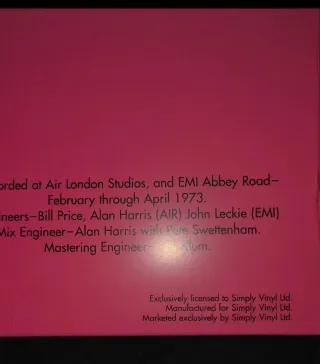 orded at Air London Studios, and EMI Abbey Road–
February through April 1973.
ineers–Bill Price, Alan Harris (AIR) John Leckie (EMI)
Mix Engineer–Alan Harris with Pete Swettenham.
Mastering Engineer–
Exclusively licensed to Simply Vinyl Ltd.
Manufactured for Simply Vinyl Ltd.
Marketed exclusively by Simply Vinyl Ltd.